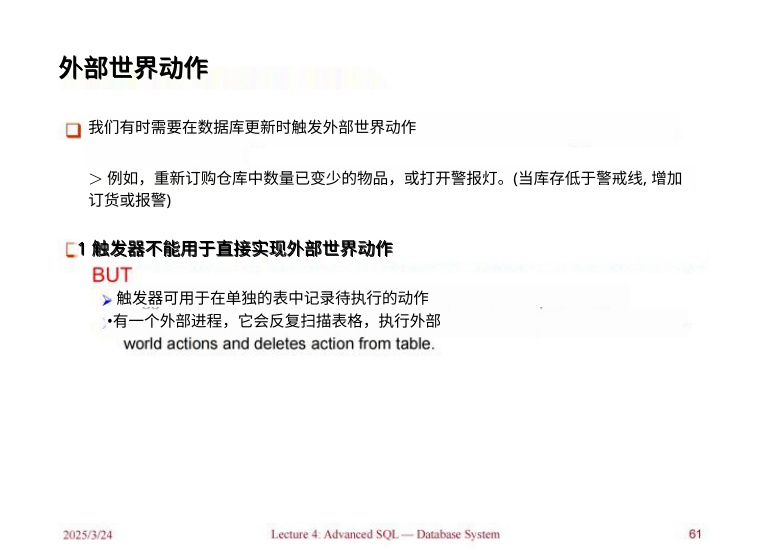 外部世界动作
我们有时需要在数据库更新时触发外部世界动作
> 例如，重新订购仓库中数量已变少的物品，或打开警报灯。(当库存低于警戒线, 增加
订货或报警)
1 触发器不能用于直接实现外部世界动作
BUT
触发器可用于在单独的表中记录待执行的动作
•有一个外部进程，它会反复扫描表格，执行外部
world actions and deletes action from table.
2025/3/24
Lecture 4: Advanced SQL — Database System
61